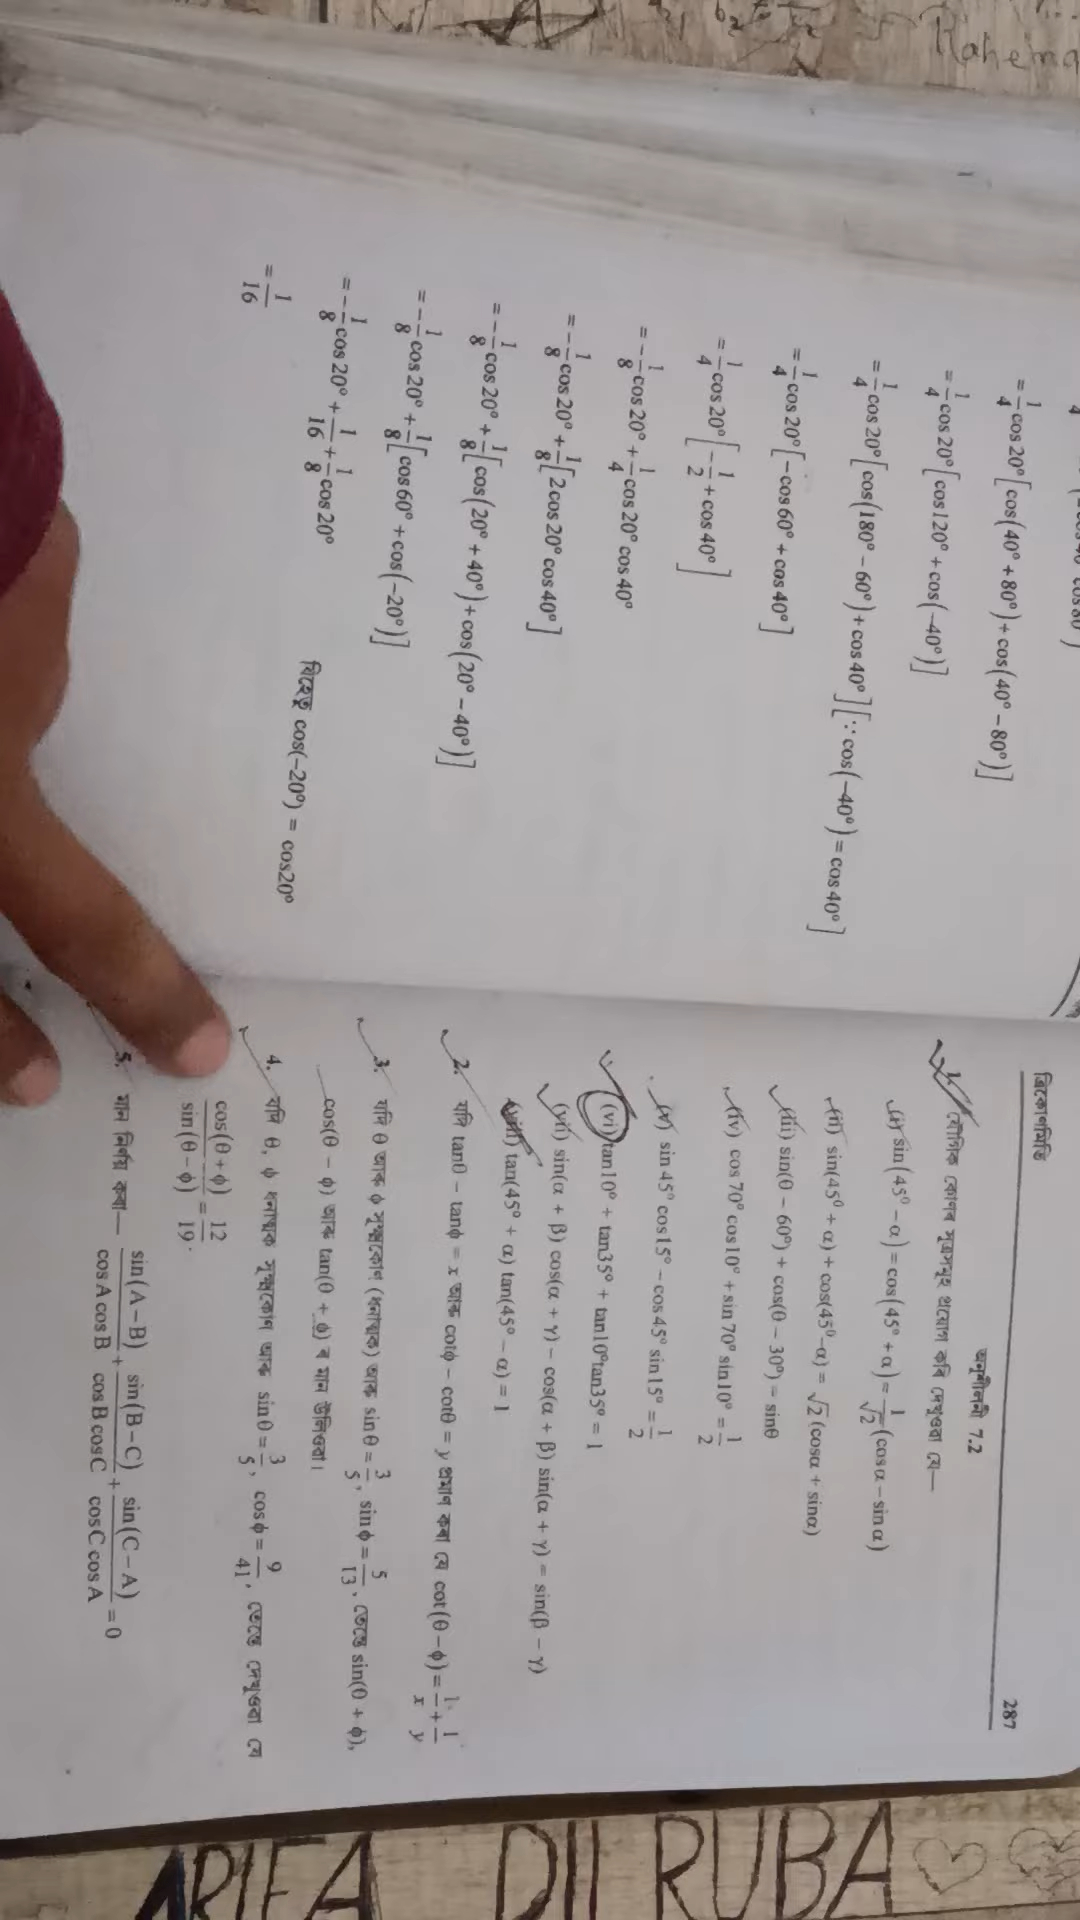 = 1/4 cos 20° [cos(40° + 80°) + cos(40° – 80°)]
= 1/4 cos 20° [cos 120° + cos(–40°)]
= 1/4 cos 20° [cos(180° – 60°) + cos 40°] [∵ cos(–40°) = cos 40°]
= 1/4 cos 20° [–cos 60° + cos 40°]
= 1/4 cos 20° [–1/2 + cos 40°]
= –1/8 cos 20° + 1/4 cos 20° cos 40°
= –1/8 cos 20° + 1/8 [2cos 20° cos 40°]
= –1/8 cos 20° + 1/8 [cos(20° + 40°) + cos(20° – 40°)]
= –1/8 cos 20° + 1/8 [cos 60° + cos(–20°)]
= –1/8 cos 20° + 1/16 + 1/8 cos 20° যিহেতু cos(–20°) = cos20°
= 1/16
ত্রিকোণমিতি 287
অনুশীলনী 7.2
1. যৌগিক কোণৰ সূত্ৰসমূহ প্ৰয়োগ কৰি দেখুওৱা যে—
(i) sin(45° – α) = cos(45° + α) = 1/√2 (cos α – sin α)
(ii) sin(45° + α) + cos(45° – α) = √2 (cosα + sinα)
(iii) sin(θ – 60°) + cos(θ – 30°) = sinθ
(iv) cos 70° cos 10° + sin 70° sin 10° = 1/2
(v) sin 45° cos 15° – cos 45° sin 15° = 1/2
(vi) tan10° + tan35° + tan10°tan35° = 1
(vii) sin(α + β) cos(α + γ) – cos(α + β) sin(α + γ) = sin(β – γ)
(viii) tan(45° + α) tan(45° – α) = 1
2. যদি tanθ – tanϕ = x আৰু cotϕ – cotθ = y প্ৰমাণ কৰা যে cot(θ – ϕ) = 1/x + 1/y
3. যদি θ আৰু ϕ সূক্ষ্মকোণ (ধনাত্মক) আৰু sin θ = 3/5, sin ϕ = 5/13, তেন্তে sin(θ + ϕ),
cos(θ – ϕ) আৰু tan(θ + ϕ) ৰ মান উলিওৱা।
4. যদি θ, ϕ ধনাত্মক সূক্ষ্মকোণ আৰু sin θ = 3/5, cos ϕ = 9/41, তেন্তে দেখুওৱা যে
cos(θ + ϕ)/sin(θ – ϕ) = 12/19.
5. মান নিৰ্ণয় কৰা— sin(A – B)/cos A cos B + sin(B – C)/cos B cos C + sin(C – A)/cos C cos A = 0
ARIFA DIL RUBA